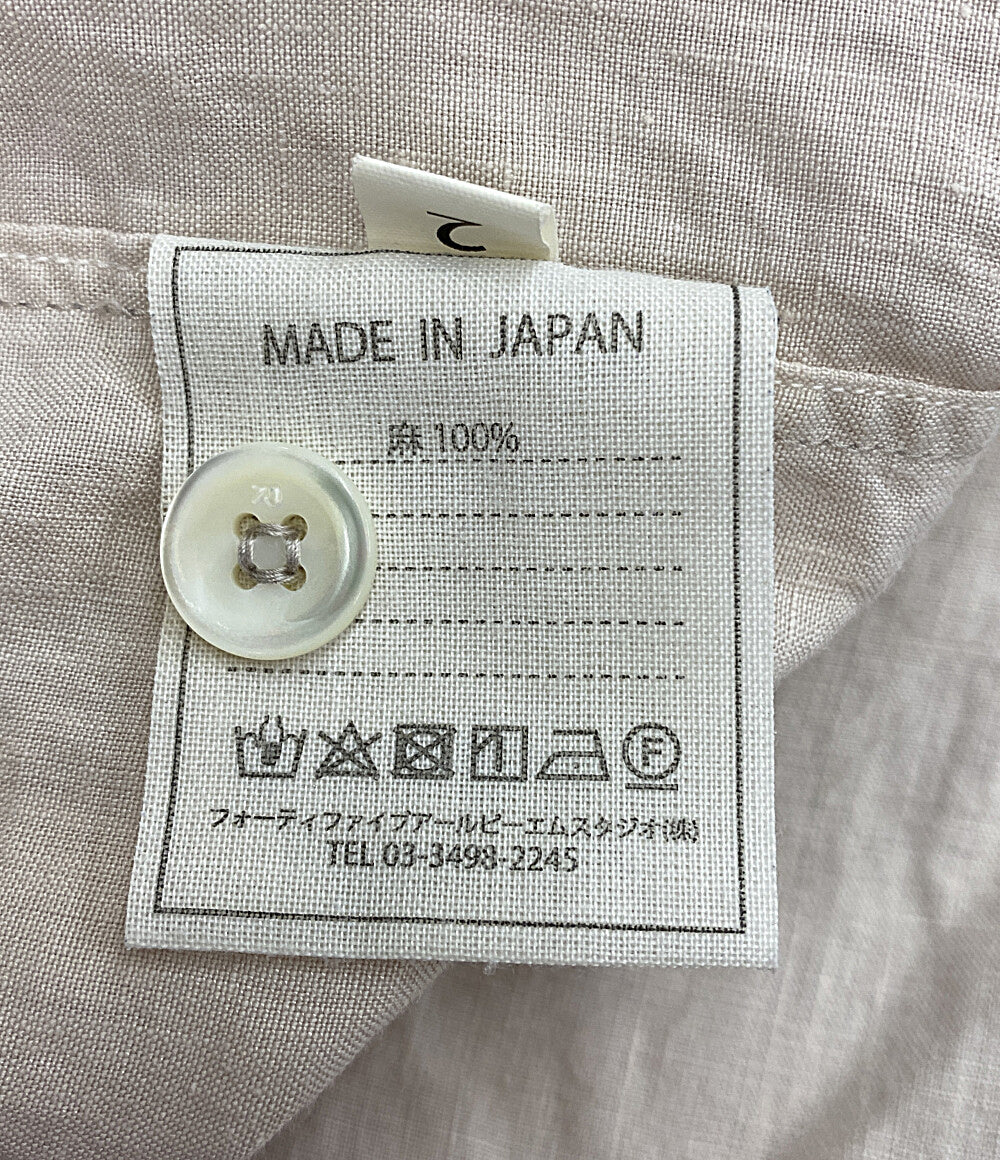 MADE IN JAPAN
麻 100%
70
F
フォーティファイブアールピーエムスタジオ(株)
TEL 03-3498-2245